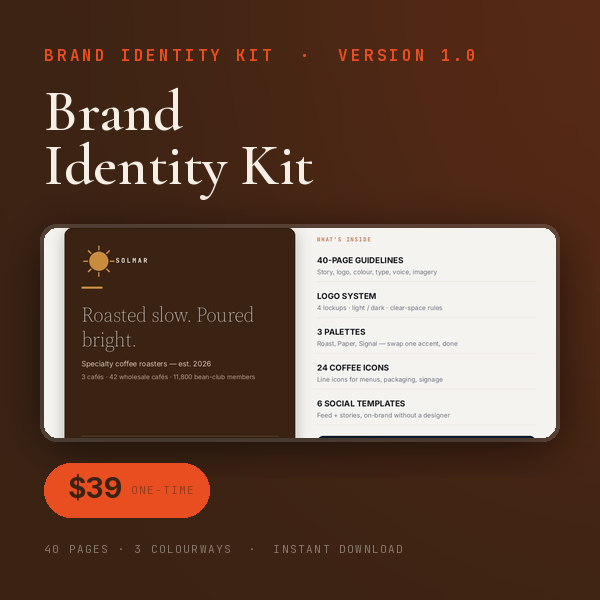 BRAND IDENTITY KIT · VERSION 1.0
Brand
Identity Kit
SOLMAR
Roasted slow. Poured
bright.
Specialty coffee roasters — est. 2026
3 cafés · 42 wholesale cafés · 11,800 bean-club members
WHAT'S INSIDE
40-PAGE GUIDELINES
Story, logo, colour, type, voice, imagery
LOGO SYSTEM
4 lockups · light / dark · clear-space rules
3 PALETTES
Roast, Paper, Signal — swap one accent, done
24 COFFEE ICONS
Line icons for menus, packaging, signage
6 SOCIAL TEMPLATES
Feed + stories, on-brand without a designer
$39 ONE-TIME
40 PAGES · 3 COLOURWAYS · INSTANT DOWNLOAD